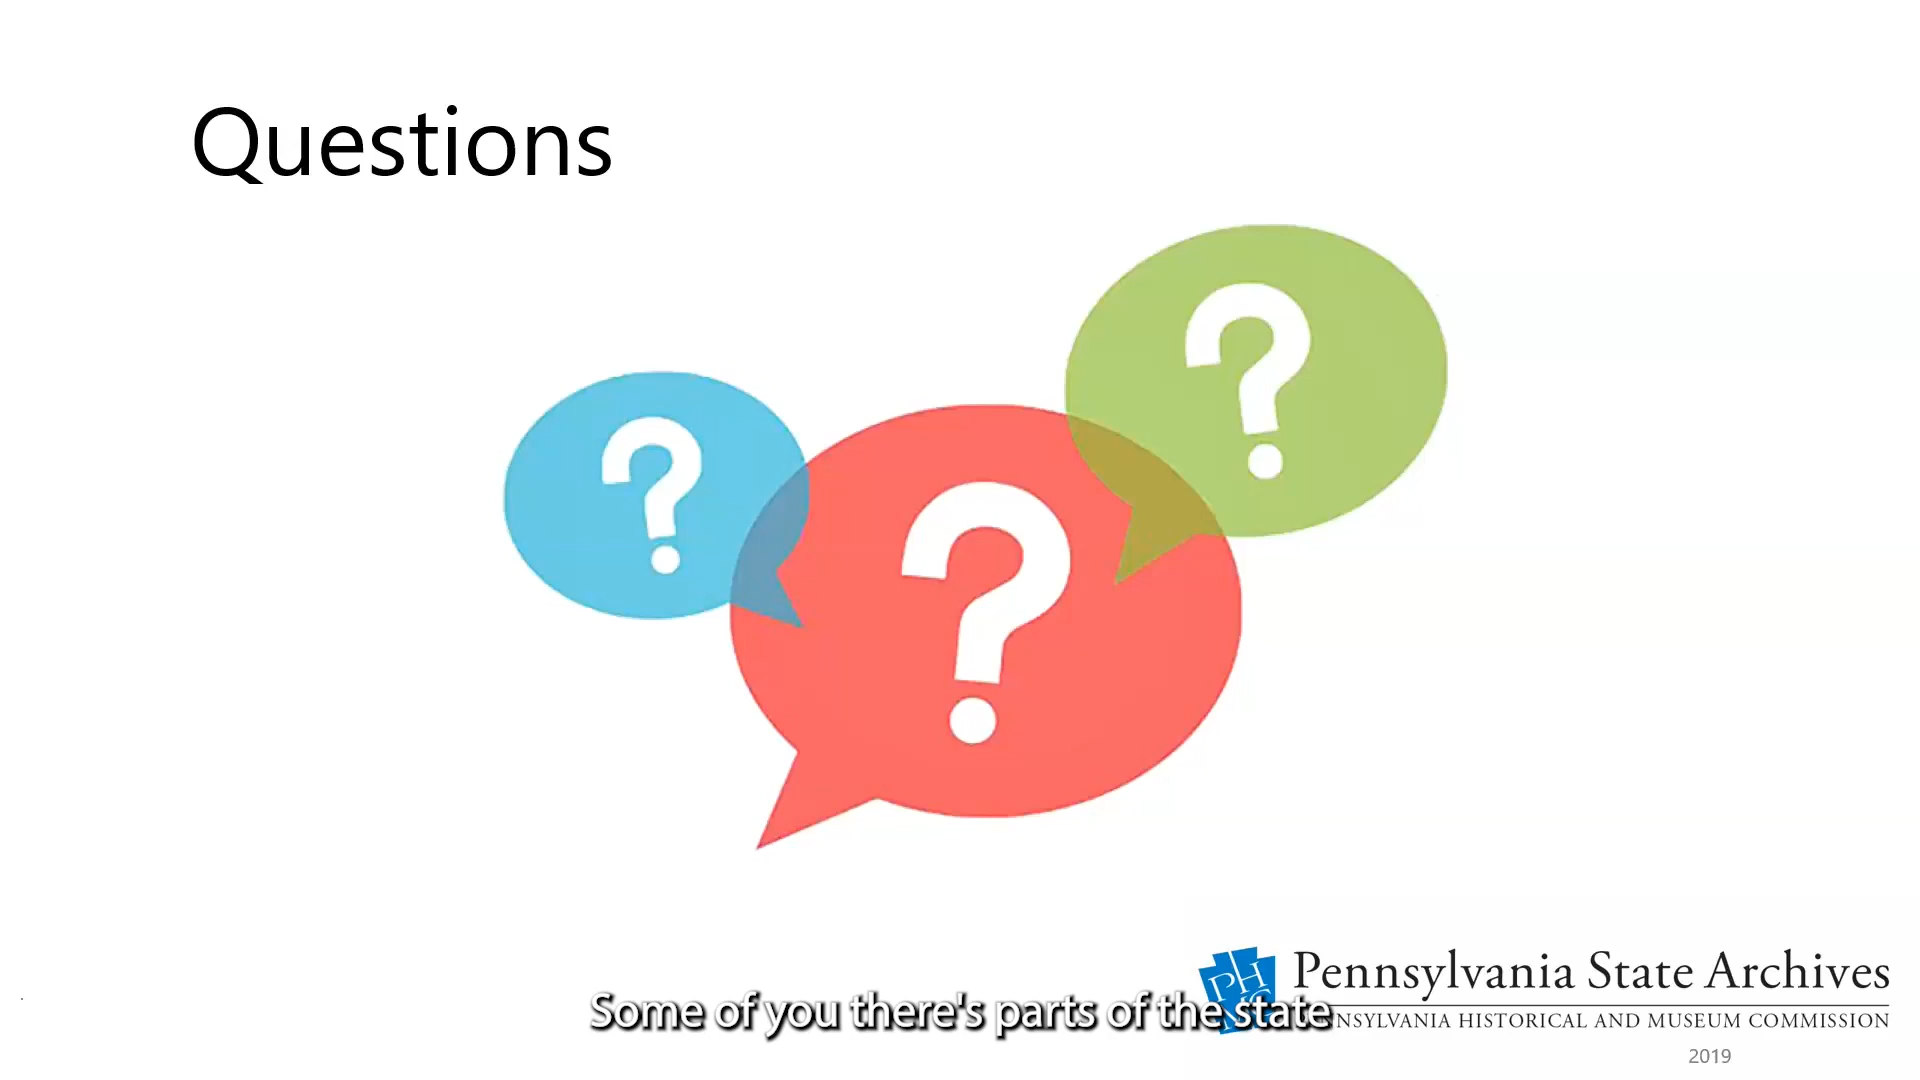 Questions
?
?
?
Pennsylvania State Archives
Some of you there's parts of the state
NSYLVANIA HISTORICAL AND MUSEUM COMMISSION
2019